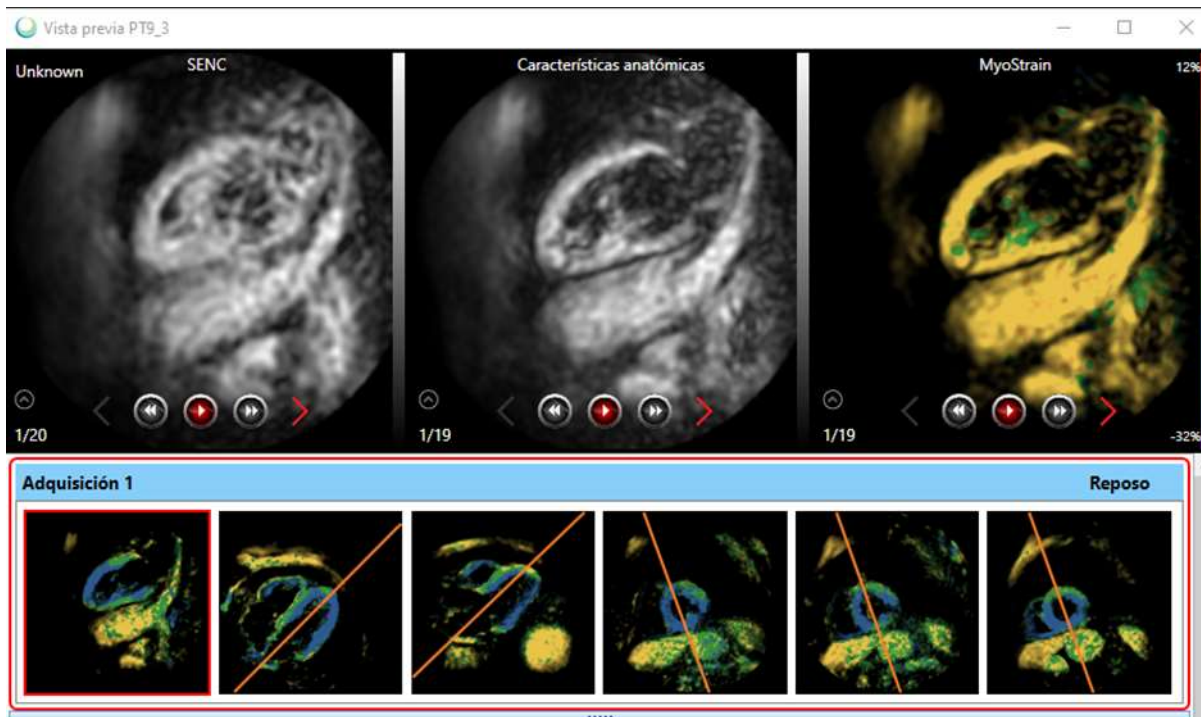 Vista previa PT9_3
Unknown
SENC
Características anatómicas
MyoStrain
12%
1/20
1/19
1/19
-32%
Adquisición 1
Reposo